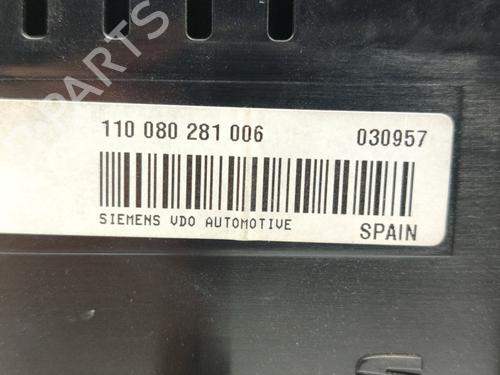 110 080 281 006 030957
SIEMENS VDO AUTOMOTIVE
SPAIN